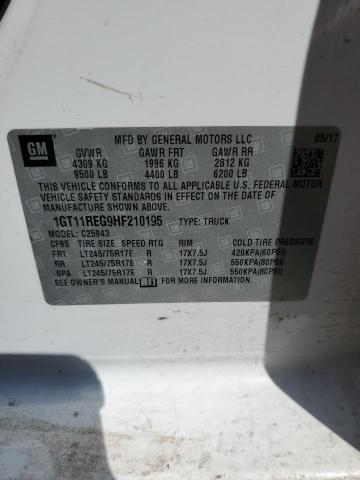 GM
MFD BY GENERAL MOTORS LLC 05/17
GVWR GAWR FRT GAWR RR
4309 KG 1996 KG 2812 KG
9500 LB 4400 LB 6200 LB
THIS VEHICLE CONFORMS TO ALL APPLICABLE U.S. FEDERAL MOTOR
VEHICLE SAFETY STANDARDS IN EFFECT ON THE DATE
OF MANUFACTURE SHOWN ABOVE.
1GT11REG9HF210195 TYPE: TRUCK
MODEL: C25943
CF9S TIRE SIZE SPEED RTG RIM COLD TIRE PRESSURE
FRT LT245/75R17E R 17X7.5J 420KPA(60PSI)
RR LT245/75R17E R 17X7.5J 550KPA(80PSI)
SPA LT245/75R17E R 17X7.5J 550KPA(80PSI)
SEE OWNER'S MANUAL FOR MORE INFORMATION